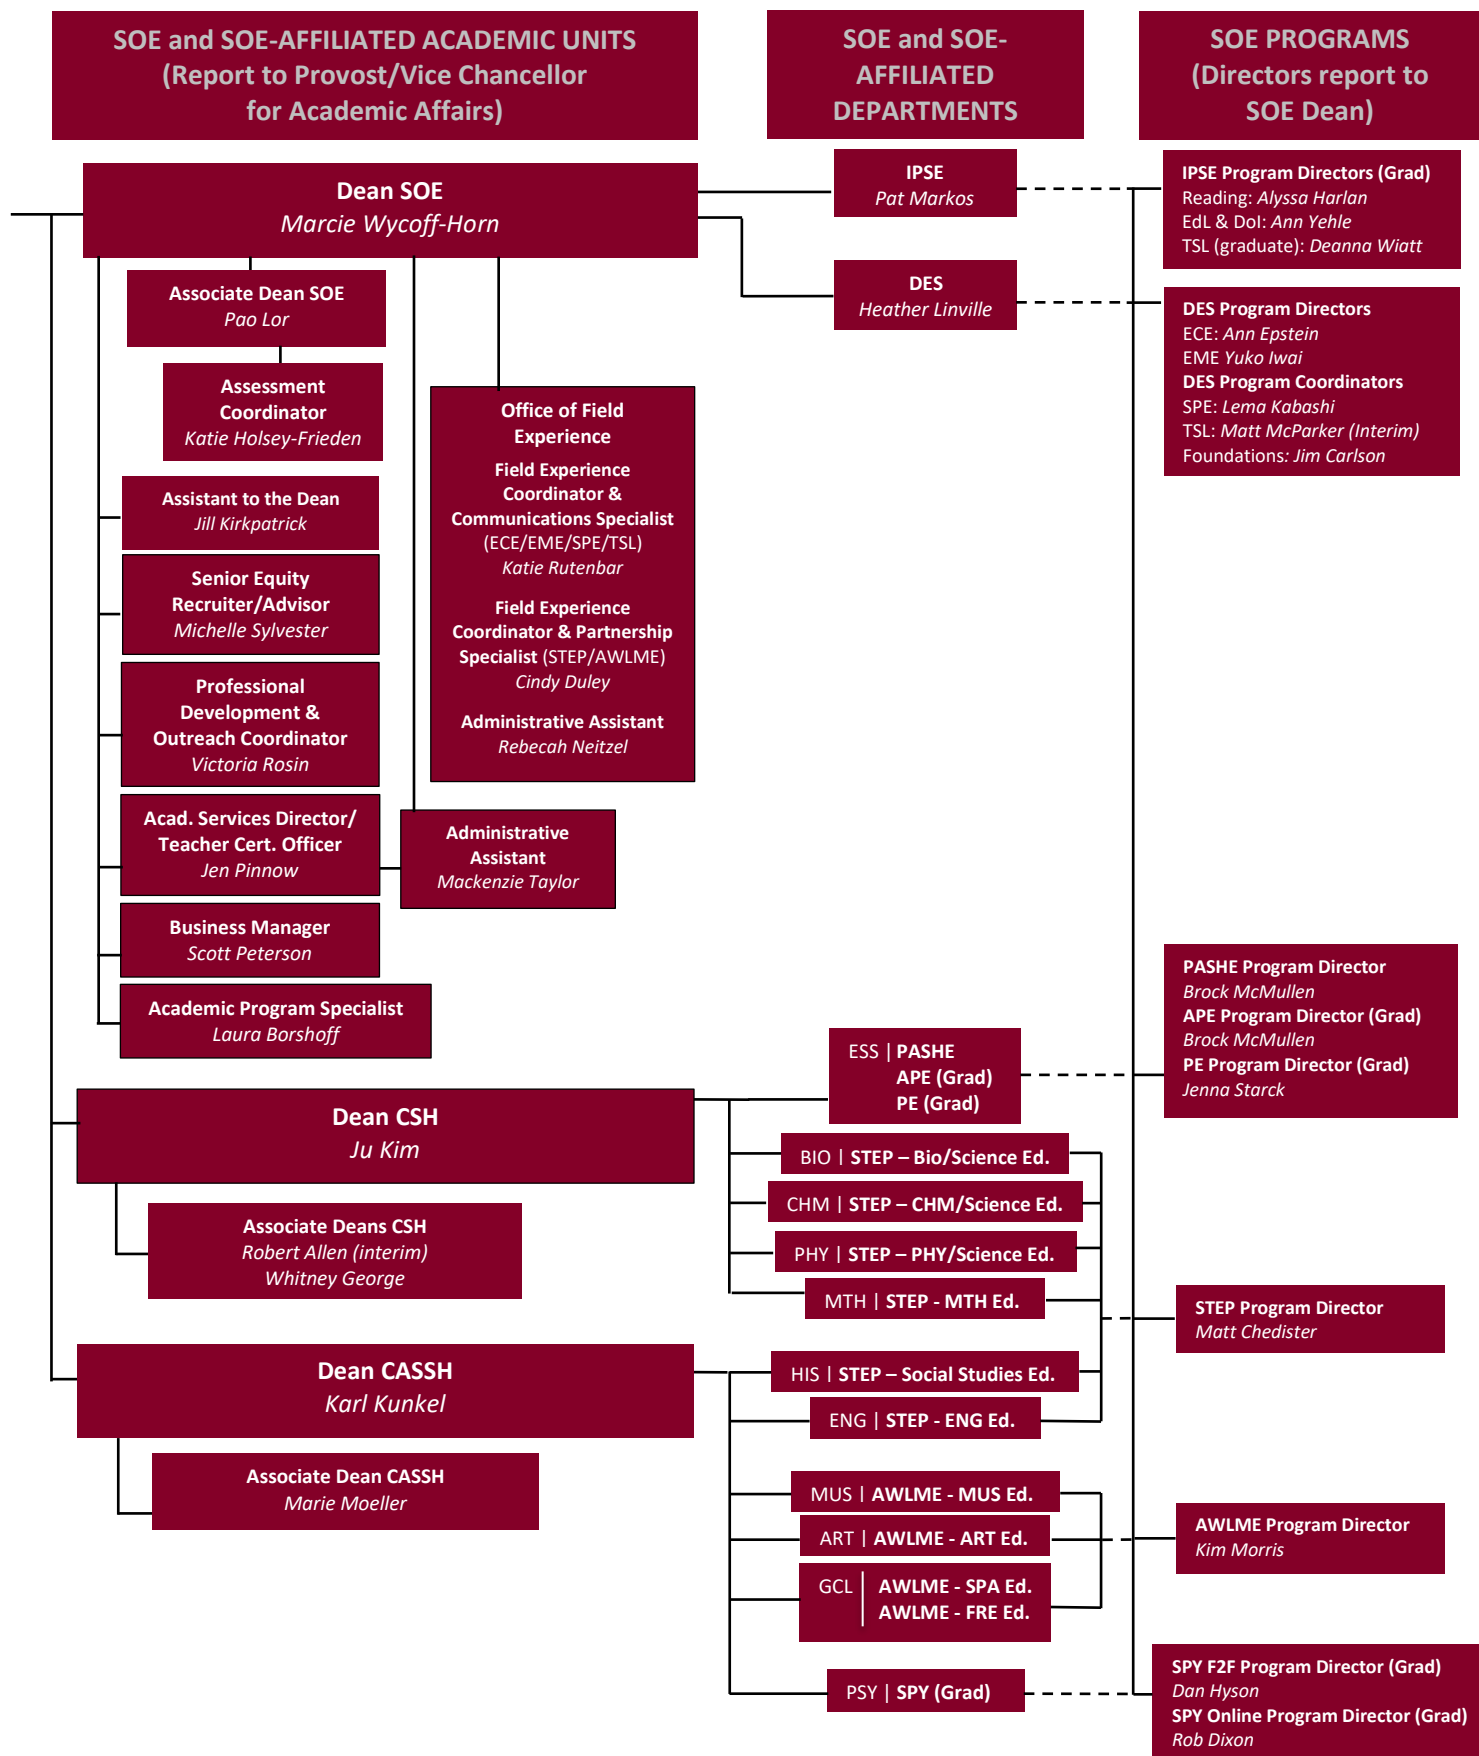 SOE and SOE-AFFILIATED ACADEMIC UNITS
(Report to Provost/Vice Chancellor
for Academic Affairs)
SOE and SOE-
AFFILIATED
DEPARTMENTS
SOE PROGRAMS
(Directors report to
SOE Dean)
Dean SOE
Marcie Wycoff-Horn
IPSE
Pat Markos
IPSE Program Directors (Grad)
Reading: Alyssa Harlan
EdL & DoI: Ann Yehle
TSL (graduate): Deanna Wiatt
Associate Dean SOE
Pao Lor
DES
Heather Linville
DES Program Directors
ECE: Ann Epstein
EME Yuko Iwai
DES Program Coordinators
SPE: Lema Kabashi
TSL: Matt McParker (Interim)
Foundations: Jim Carlson
Assessment
Coordinator
Katie Holsey-Frieden
Office of Field
Experience
Field Experience
Coordinator &
Communications Specialist
(ECE/EME/SPE/TSL)
Katie Rutenbar
Field Experience
Coordinator & Partnership
Specialist (STEP/AWLME)
Cindy Duley
Administrative Assistant
Rebecah Neitzel
Assistant to the Dean
Jill Kirkpatrick
Senior Equity
Recruiter/Advisor
Michelle Sylvester
Professional
Development &
Outreach Coordinator
Victoria Rosin
Acad. Services Director/
Teacher Cert. Officer
Jen Pinnow
Administrative
Assistant
Mackenzie Taylor
Business Manager
Scott Peterson
Academic Program Specialist
Laura Borshoff
PASHE Program Director
Brock McMullen
APE Program Director (Grad)
Brock McMullen
PE Program Director (Grad)
Jenna Starck
ESS | PASHE
APE (Grad)
PE (Grad)
Dean CSH
Ju Kim
BIO | STEP – Bio/Science Ed.
CHM | STEP – CHM/Science Ed.
PHY | STEP – PHY/Science Ed.
MTH | STEP - MTH Ed.
Associate Deans CSH
Robert Allen (interim)
Whitney George
STEP Program Director
Matt Chedister
Dean CASSH
Karl Kunkel
HIS | STEP – Social Studies Ed.
ENG | STEP - ENG Ed.
Associate Dean CASSH
Marie Moeller
MUS | AWLME - MUS Ed.
ART | AWLME - ART Ed.
GCL | AWLME - SPA Ed.
AWLME - FRE Ed.
AWLME Program Director
Kim Morris
PSY | SPY (Grad)
SPY F2F Program Director (Grad)
Dan Hyson
SPY Online Program Director (Grad)
Rob Dixon